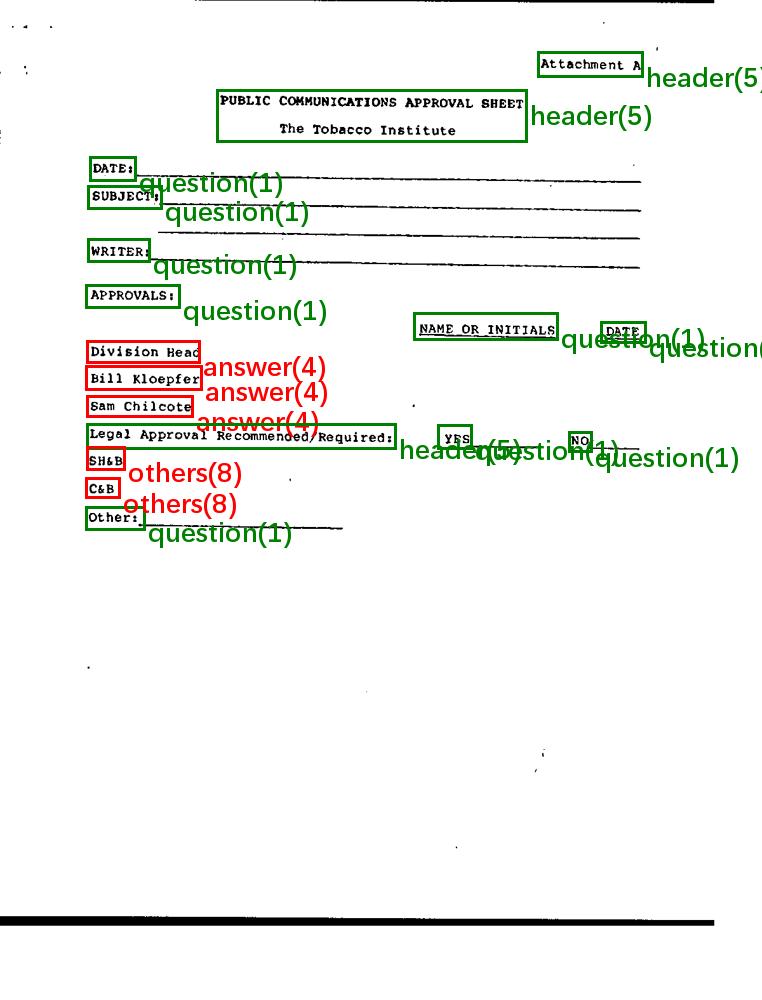 Attachment A
header(5)
PUBLIC COMMUNICATIONS APPROVAL SHEET
header(5)
The Tobacco Institute
DATE:
question(1)
SUBJECT:
question(1)
WRITER:
question(1)
APPROVALS:
question(1)
NAME OR INITIALS
question(1)
DATE
question(
Division Head
answer(4)
Bill Kloepfer
answer(4)
Sam Chilcote
answer(4)
Legal Approval Recommended/Required:
header(5)
YES
question(1)
NO
question(1)
SH&B
others(8)
C&B
others(8)
Other:
question(1)